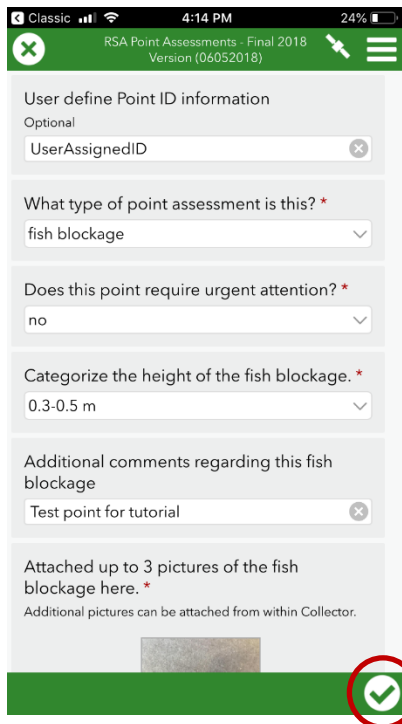 Classic 4:14 PM 24%
RSA Point Assessments - Final 2018
Version (06052018)
User define Point ID information
Optional
UserAssignedID
What type of point assessment is this? *
fish blockage
Does this point require urgent attention? *
no
Categorize the height of the fish blockage. *
0.3-0.5 m
Additional comments regarding this fish
blockage
Test point for tutorial
Attached up to 3 pictures of the fish
blockage here. *
Additional pictures can be attached from within Collector.